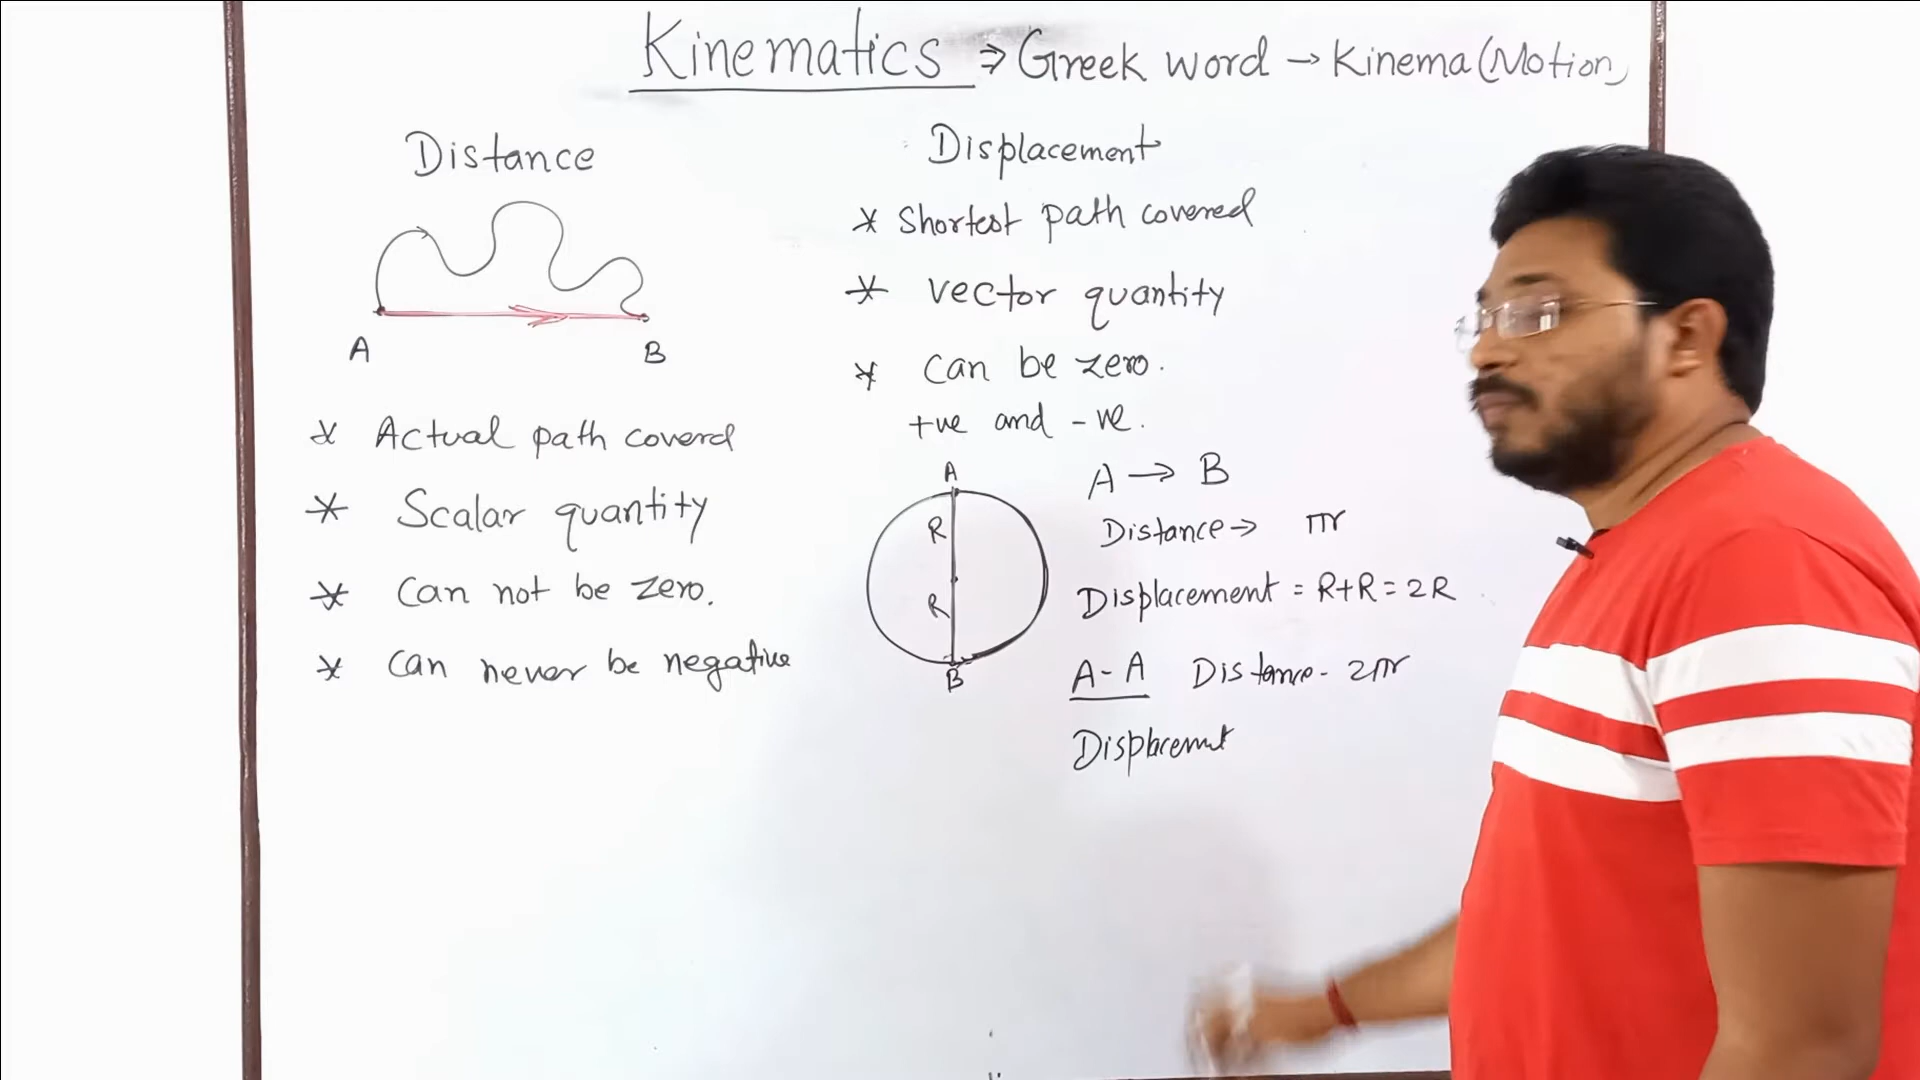 Kinematics ⇒ Greek word → Kinema (Motion)
Distance
A B
* Actual path coverd
* Scalar quantity
* Can not be zero.
* Can never be negative
Displacement
* Shortest path covered
* vector quantity
* Can be zero.
+ve and -ve.
A
R
R
B
A → B
Distance → πr
Displacement = R+R = 2R
A - A Distance - 2πr
Displacemnt